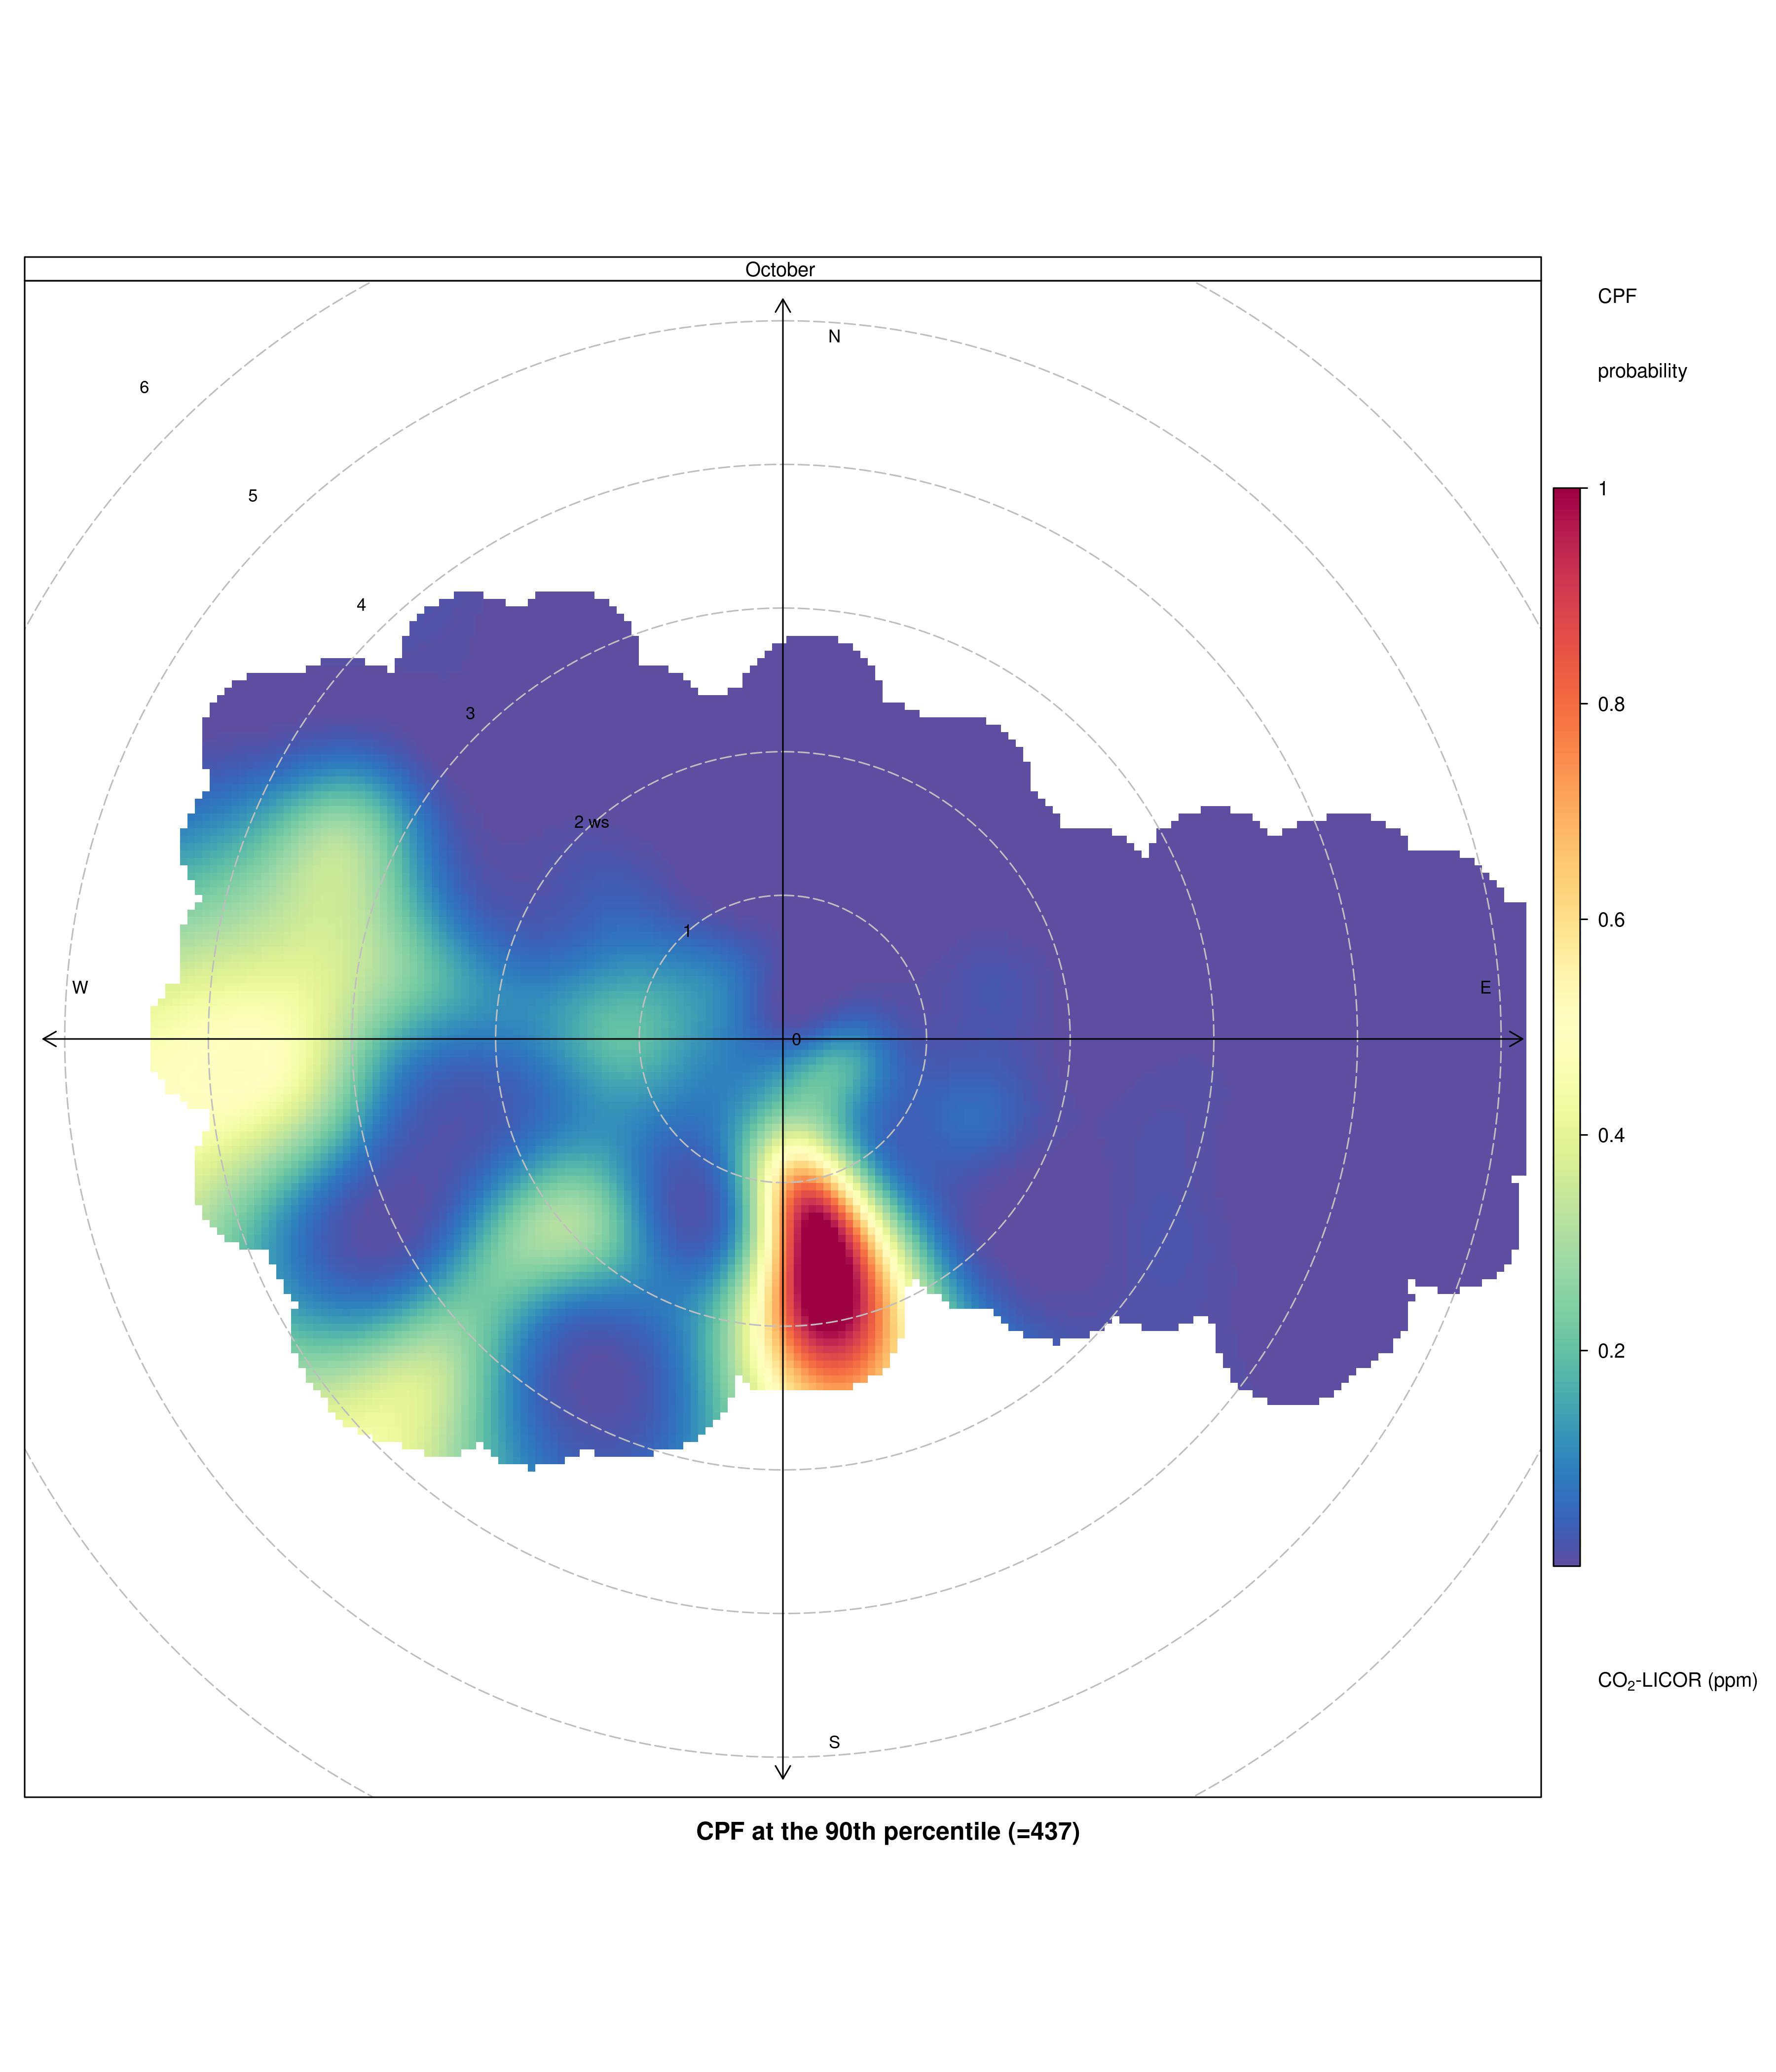 October
CPF
probability
N
6
5
4
3
2 ws
1
W
E
0
S
1
0.8
0.6
0.4
0.2
CO₂-LICOR (ppm)
CPF at the 90th percentile (=437)